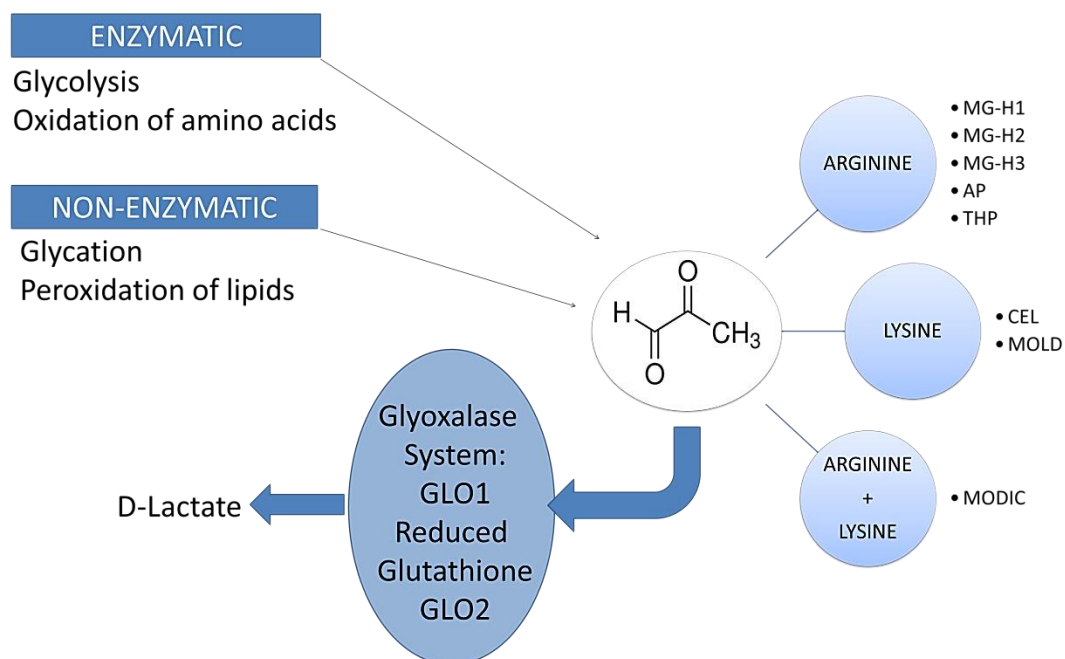 ENZYMATIC
Glycolysis
Oxidation of amino acids
NON-ENZYMATIC
Glycation
Peroxidation of lipids
H
O
CH₃
O
• MG-H1
• MG-H2
• MG-H3
• AP
• THP
ARGININE
LYSINE
• CEL
• MOLD
ARGININE
+
LYSINE
• MODIC
Glyoxalase
System:
GLO1
Reduced
Glutathione
GLO2
D-Lactate